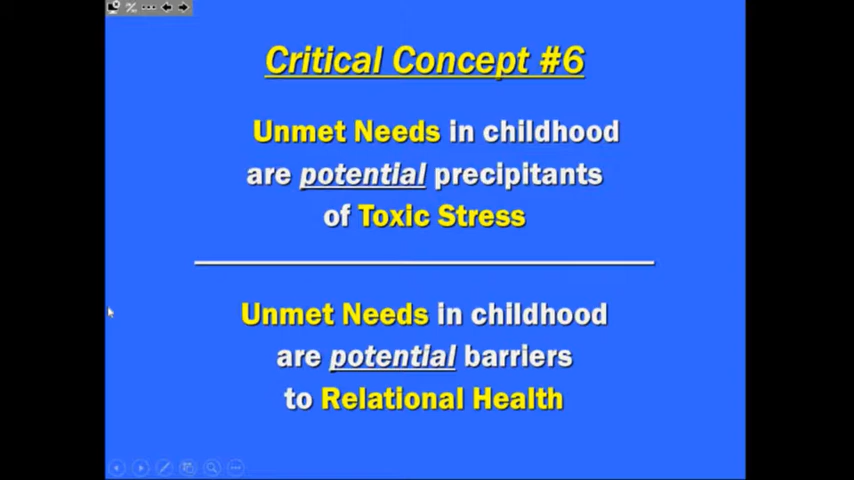 Critical Concept #6
Unmet Needs in childhood
are potential precipitants
of Toxic Stress
Unmet Needs in childhood
are potential barriers
to Relational Health